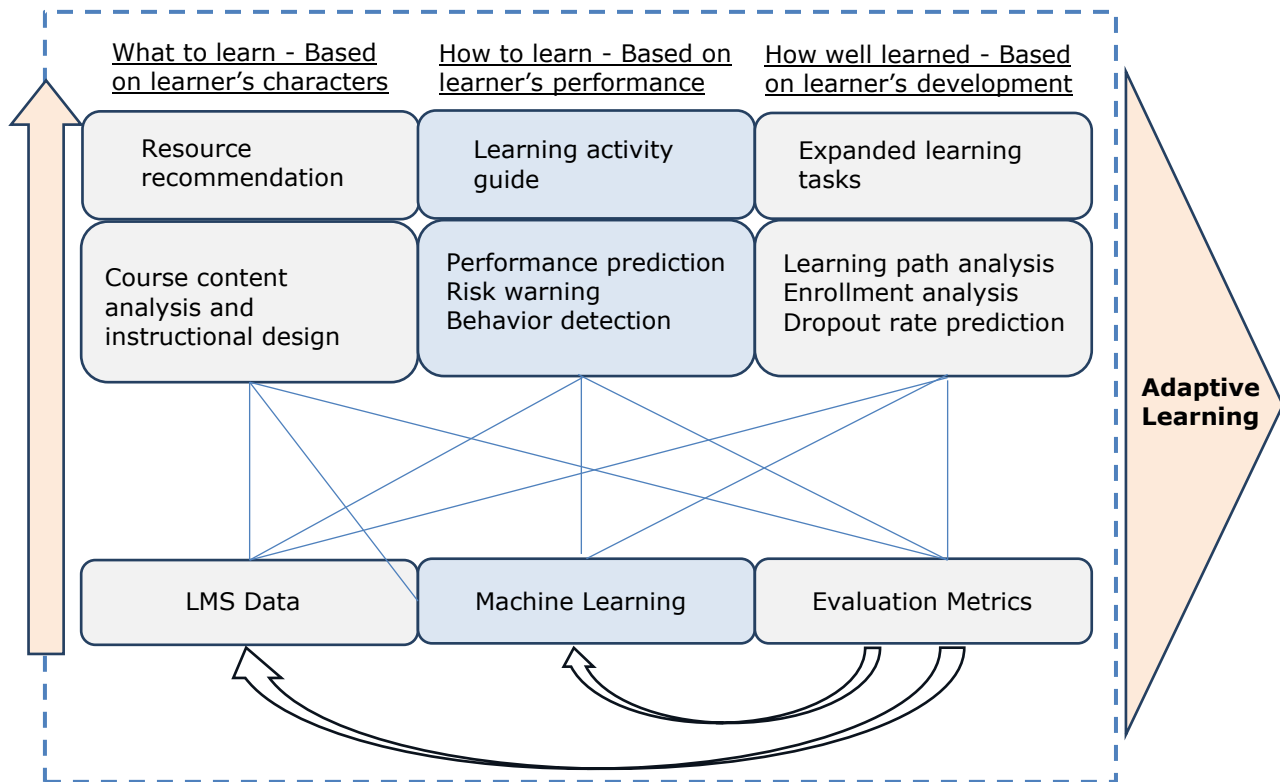 What to learn - Based
on learner's characters
How to learn - Based on
learner's performance
How well learned - Based
on learner's development
Resource
recommendation
Learning activity
guide
Expanded learning
tasks
Course content
analysis and
instructional design
Performance prediction
Risk warning
Behavior detection
Learning path analysis
Enrollment analysis
Dropout rate prediction
Adaptive
Learning
LMS Data
Machine Learning
Evaluation Metrics